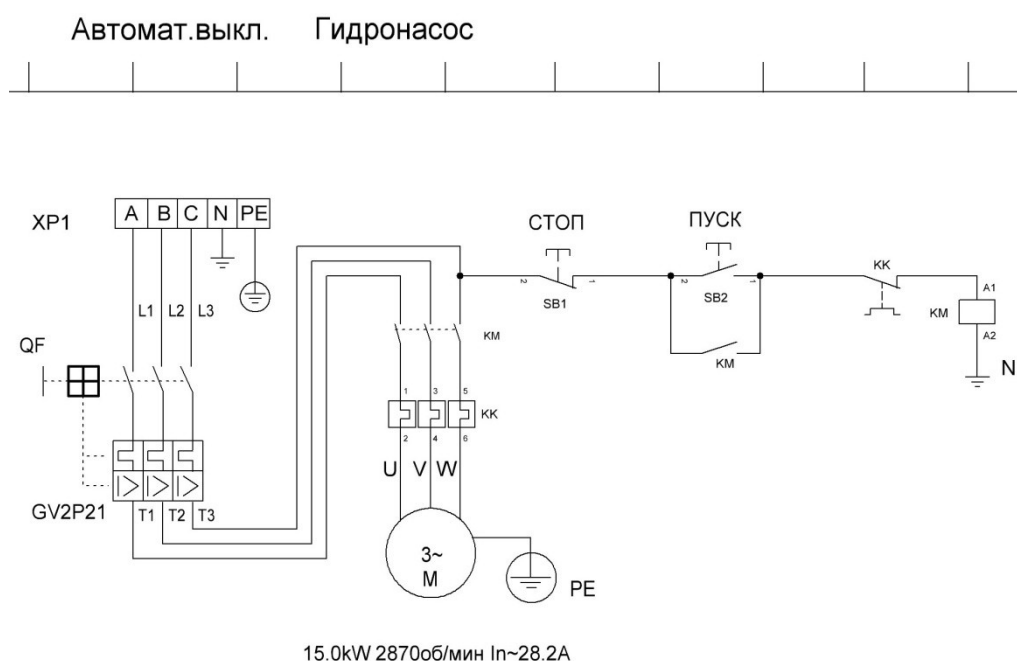 Автомат.выкл. Гидронасос
XP1
A B C N PE
СТОП ПУСК
2 1
SB1
2 1
SB2
KK
A1
KM
A2
N
L1 L2 L3
KM
KM
QF
1 3 5
KK
2 4 6
U V W
GV2P21
T1 T2 T3
3~
M
PE
15.0kW 2870об/мин In~28.2A